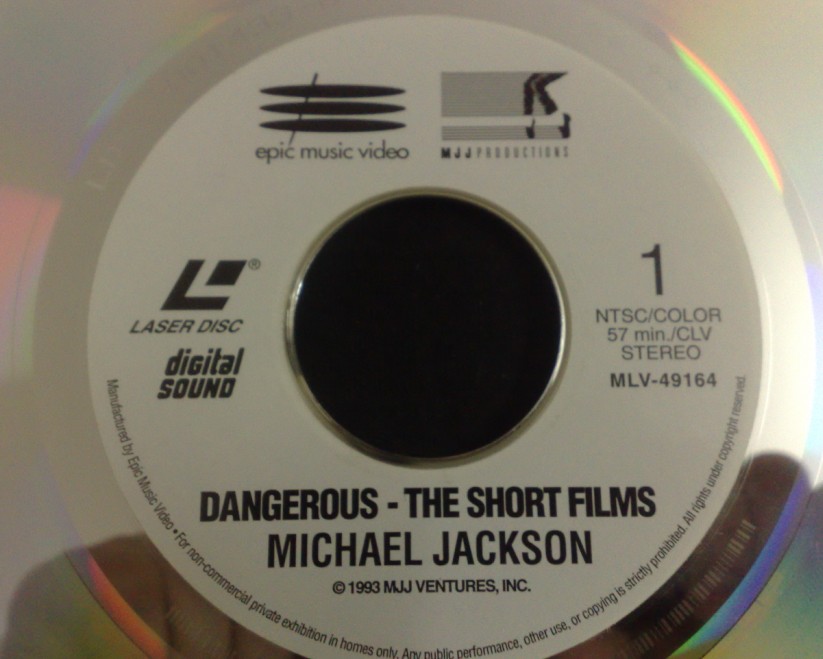 epic music video
MJJ PRODUCTIONS
LASER DISC
®
digital
SOUND
1
NTSC/COLOR
57 min./CLV
STEREO
MLV-49164
DANGEROUS - THE SHORT FILMS
MICHAEL JACKSON
© 1993 MJJ VENTURES, INC.
Manufactured by Epic Music Video • For non-commercial private exhibition in homes only. Any public performance, other use, or copying is strictly prohibited. All rights under copyright reserved.